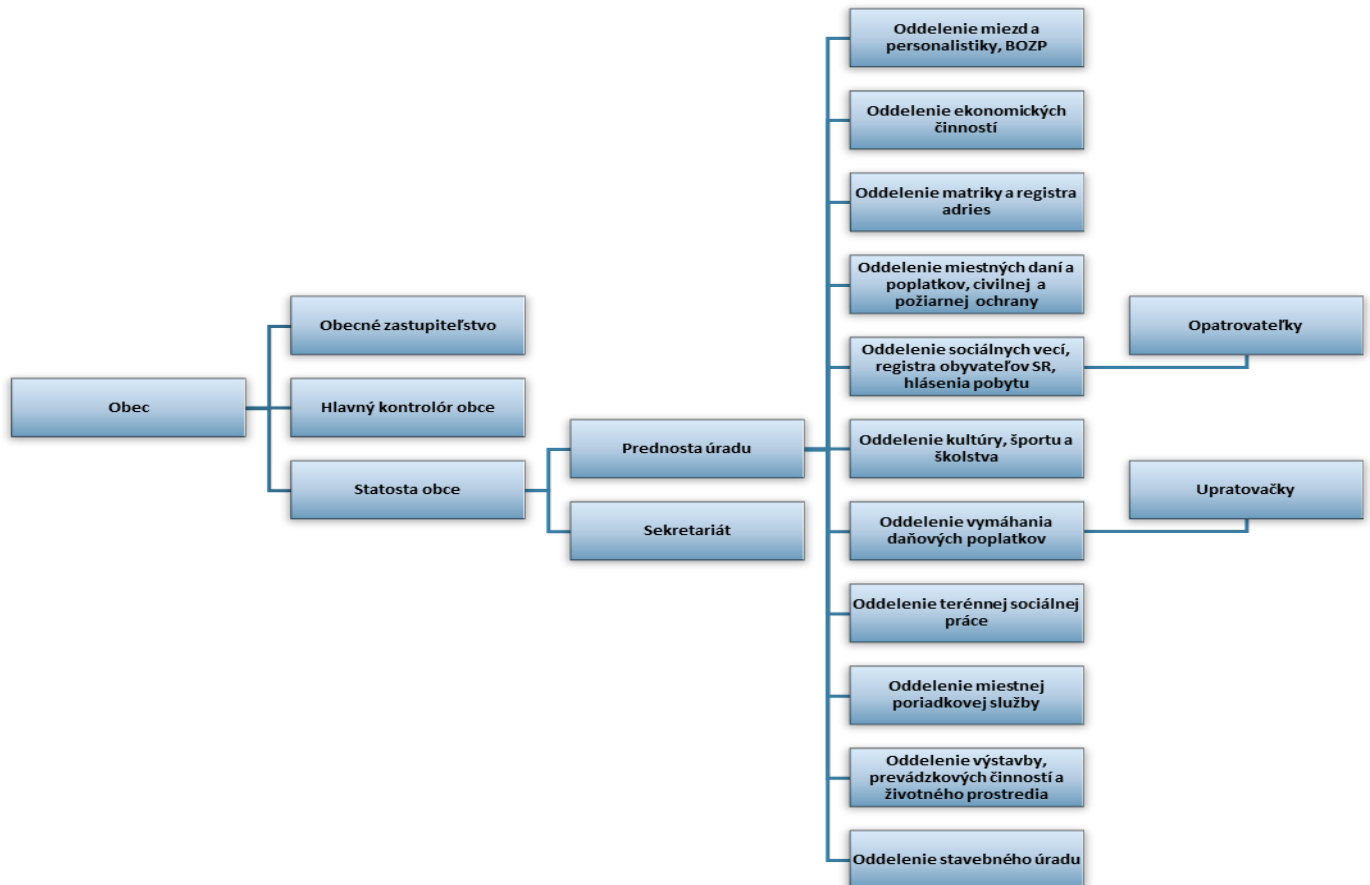 Obec
Obecné zastupiteľstvo
Hlavný kontrolór obce
Statosta obce
Prednosta úradu
Sekretariát
Oddelenie miezd a
personalistiky, BOZP
Oddelenie ekonomických
činností
Oddelenie matriky a registra
adries
Oddelenie miestných daní a
poplatkov, civilnej a
požiarnej ochrany
Oddelenie sociálnych vecí,
registra obyvateľov SR,
hlásenia pobytu
Opatrovateľky
Oddelenie kultúry, športu a
školstva
Oddelenie vymáhania
daňových poplatkov
Upratovačky
Oddelenie terénnej sociálnej
práce
Oddelenie miestnej
poriadkovej služby
Oddelenie výstavby,
prevádzkových činností a
životného prostredia
Oddelenie stavebného úradu